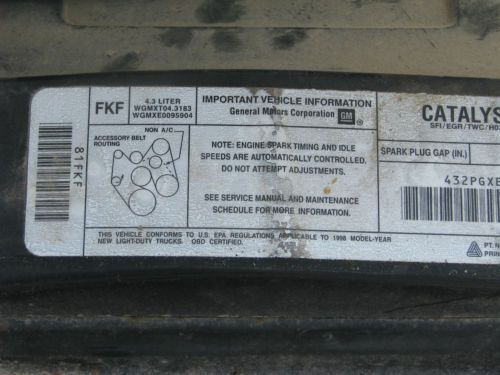 FKF
4.3 LITER
WGMXT04.3183
WGMXE0095904
IMPORTANT VEHICLE INFORMATION
General Motors Corporation GM
CATALYS
SFI/EGR/TWC/HO
NON A/C
ACCESSORY BELT
ROUTING
81FKF
NOTE: ENGINE SPARK TIMING AND IDLE
SPEEDS ARE AUTOMATICALLY CONTROLLED.
DO NOT ATTEMPT ADJUSTMENTS.
SEE SERVICE MANUAL AND MAINTENANCE
SCHEDULE FOR MORE INFORMATION.
SPARK PLUG GAP (IN.)
432PGXE
THIS VEHICLE CONFORMS TO U.S. EPA REGULATIONS APPLICABLE TO 1998 MODEL-YEAR
NEW LIGHT-DUTY TRUCKS. OBD CERTIFIED.
PT. N
PRIN